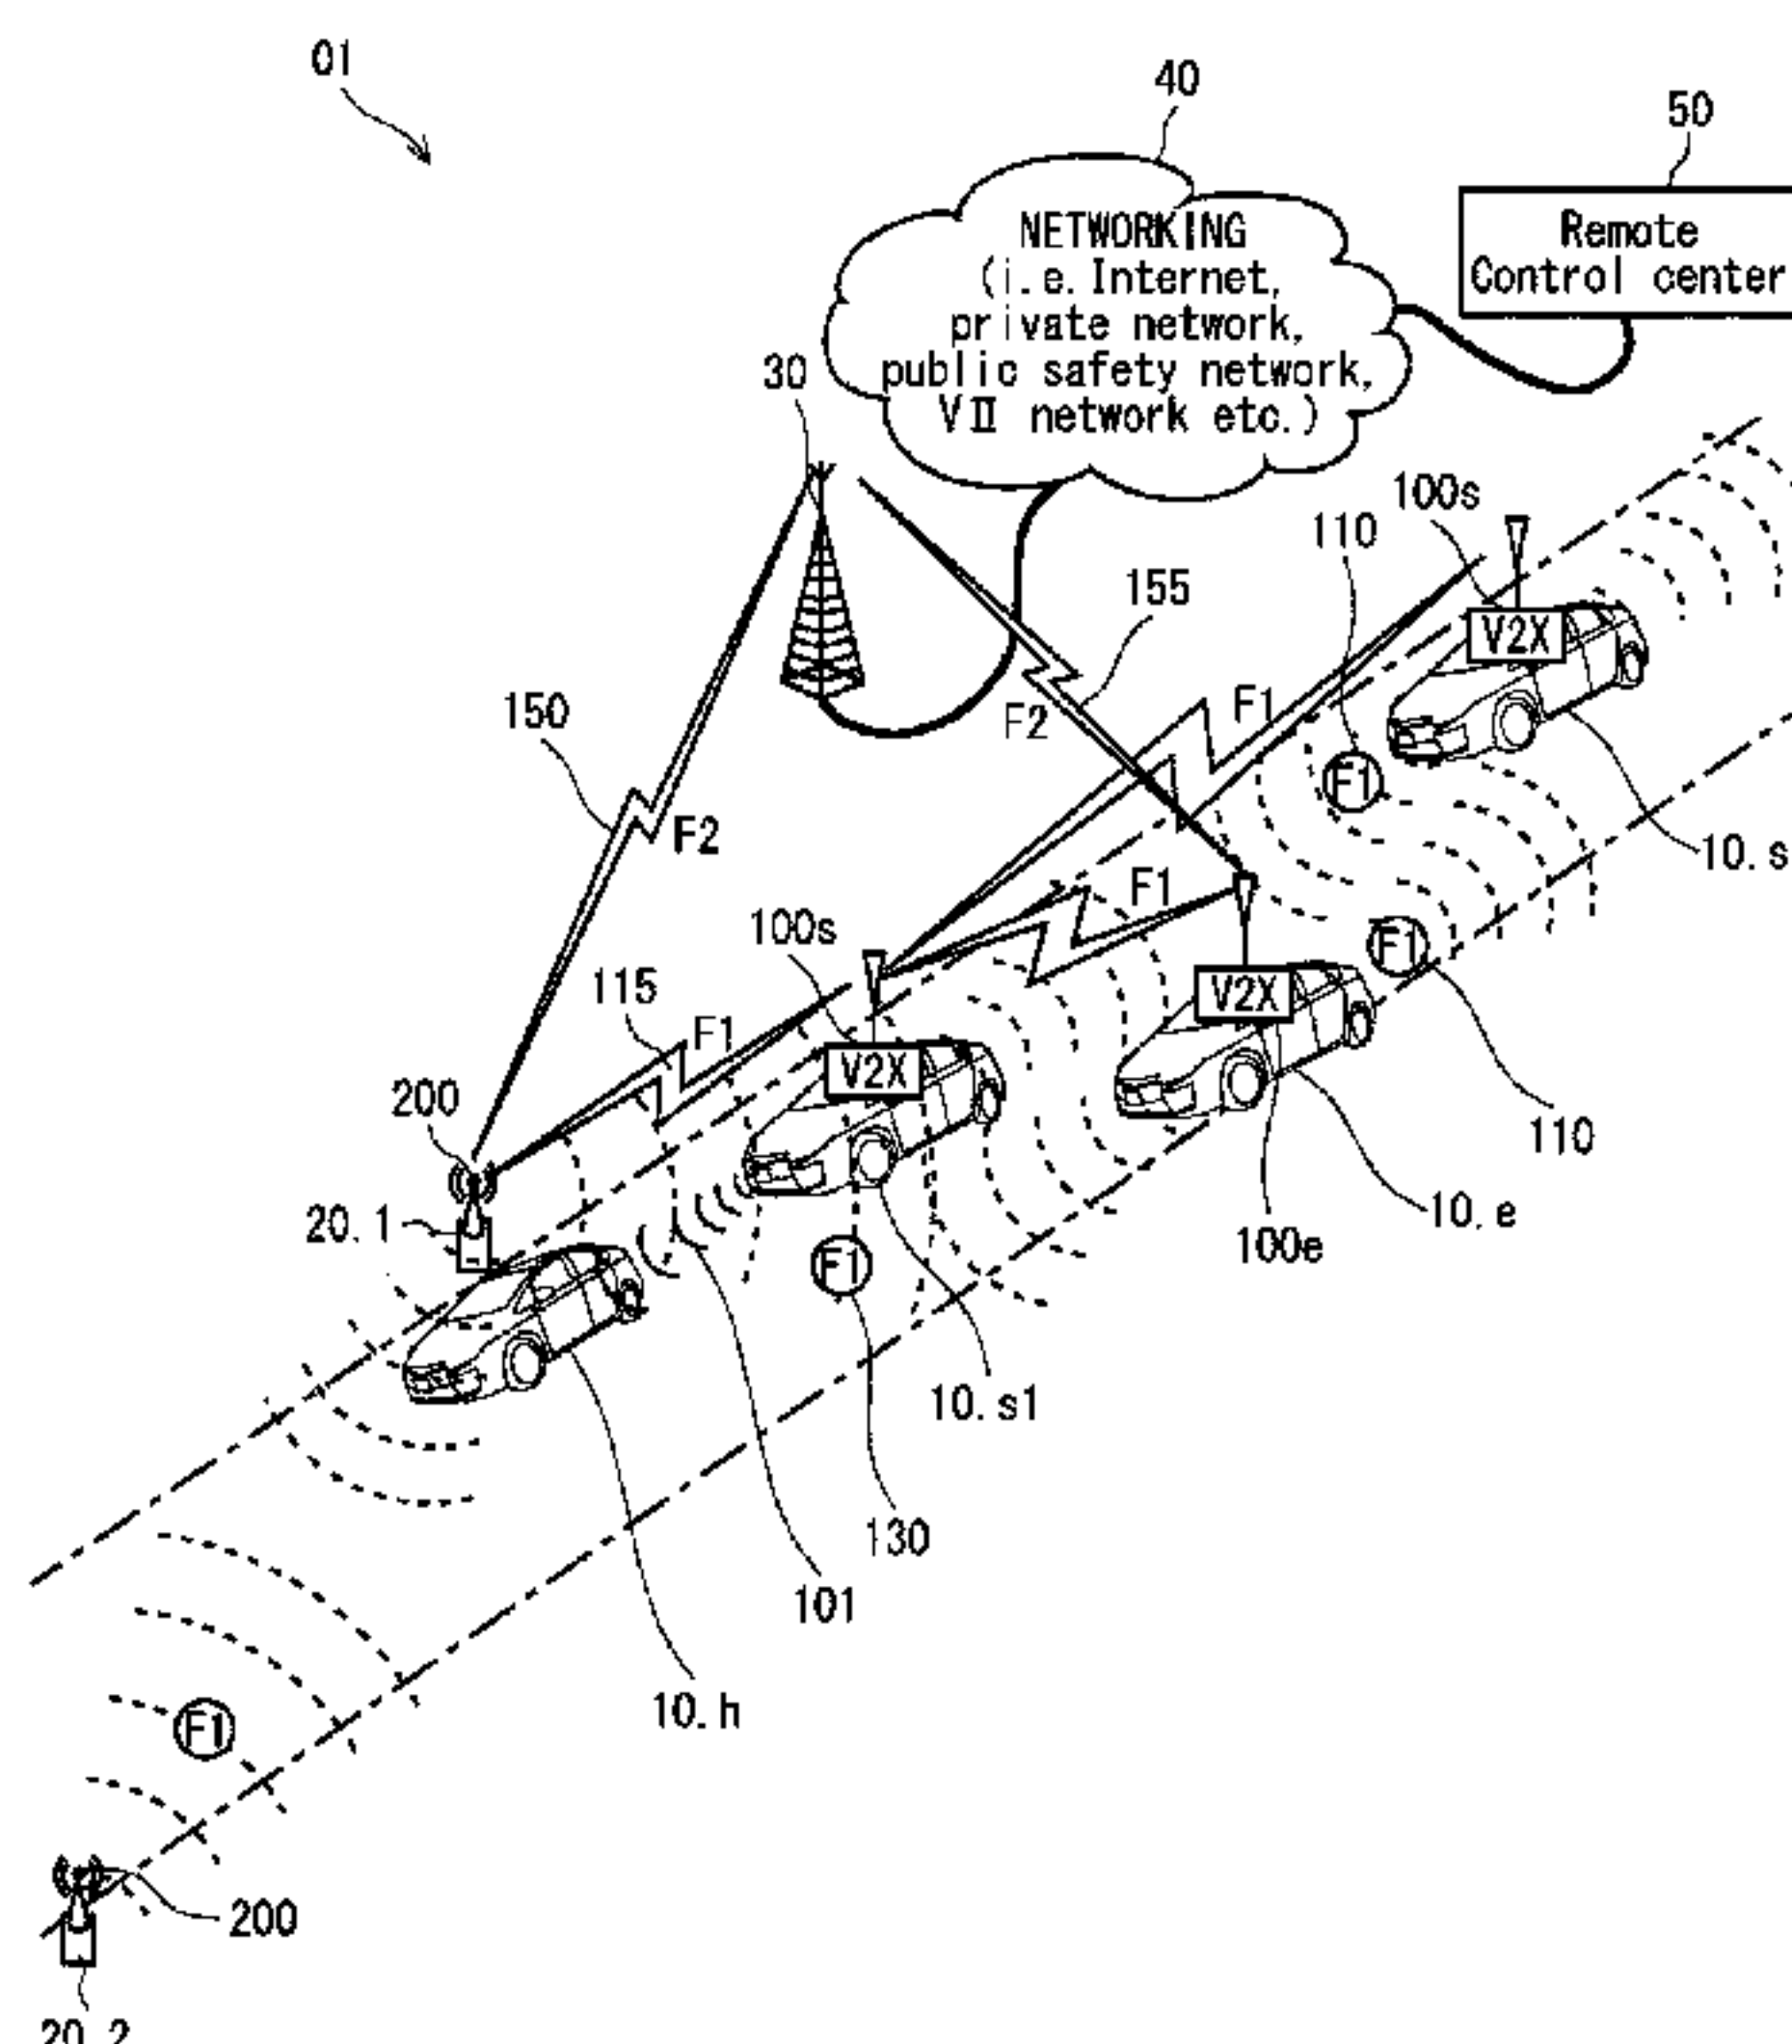 01
40
50
NETWORKING
(i.e. Internet,
private network,
public safety network,
VⅡ network etc.)
Remote
Control center
30
100s
110
155
V2X
150
F2
F1
F1
10.s
F2
F1
100s
F1
115
V2X
F1
V2X
110
200
20.1
10.e
100e
F1
10.s1
130
101
10.h
F1
200
20.2